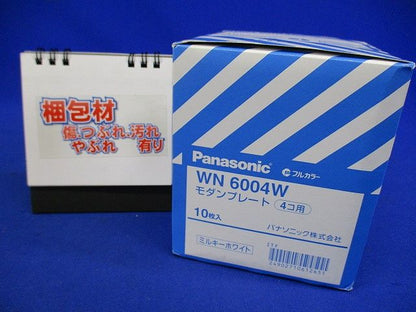 梱包材
傷.つぶれ.汚れ
やぶれ 有り
Panasonic フルカラー
WN 6004W
モダンプレート 4コ用
10枚入
パナソニック株式会社
ミルキーホワイト
ITF